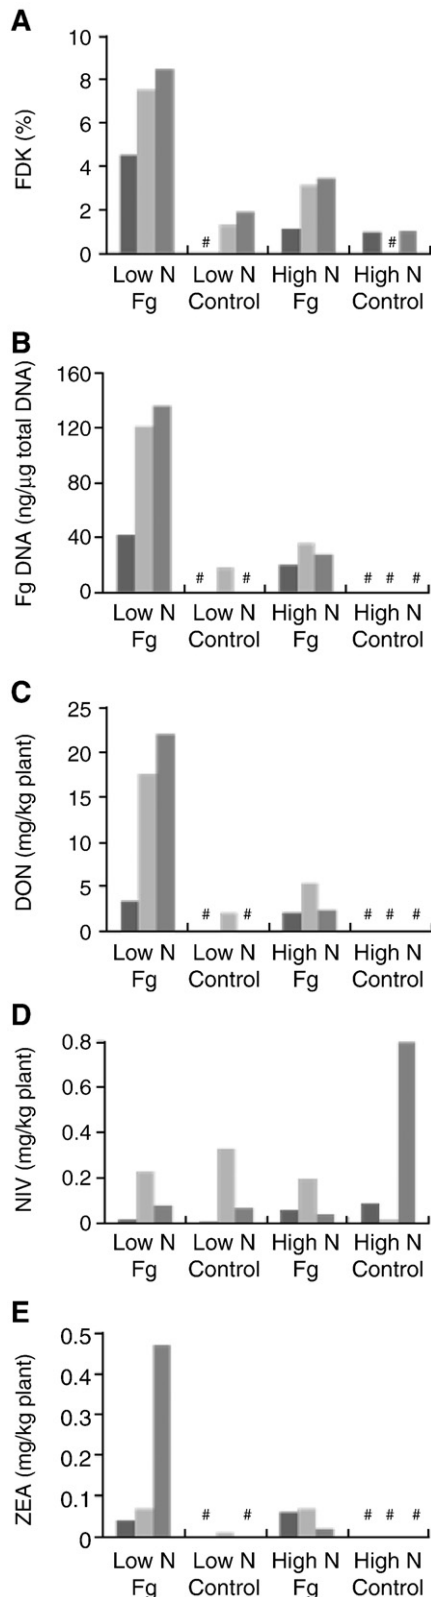 A
FDK (%)
10
8
6
4
2
0
# #
Low N Low N High N High N
Fg Control Fg Control
B
Fg DNA (ng/µg total DNA)
160
120
80
40
0
# # # # #
Low N Low N High N High N
Fg Control Fg Control
C
DON (mg/kg plant)
25
20
15
10
5
0
# # # # #
Low N Low N High N High N
Fg Control Fg Control
D
NIV (mg/kg plant)
0.8
0.6
0.4
0.2
0
Low N Low N High N High N
Fg Control Fg Control
E
ZEA (mg/kg plant)
0.5
0.4
0.3
0.2
0.1
0
# # # # #
Low N Low N High N High N
Fg Control Fg Control